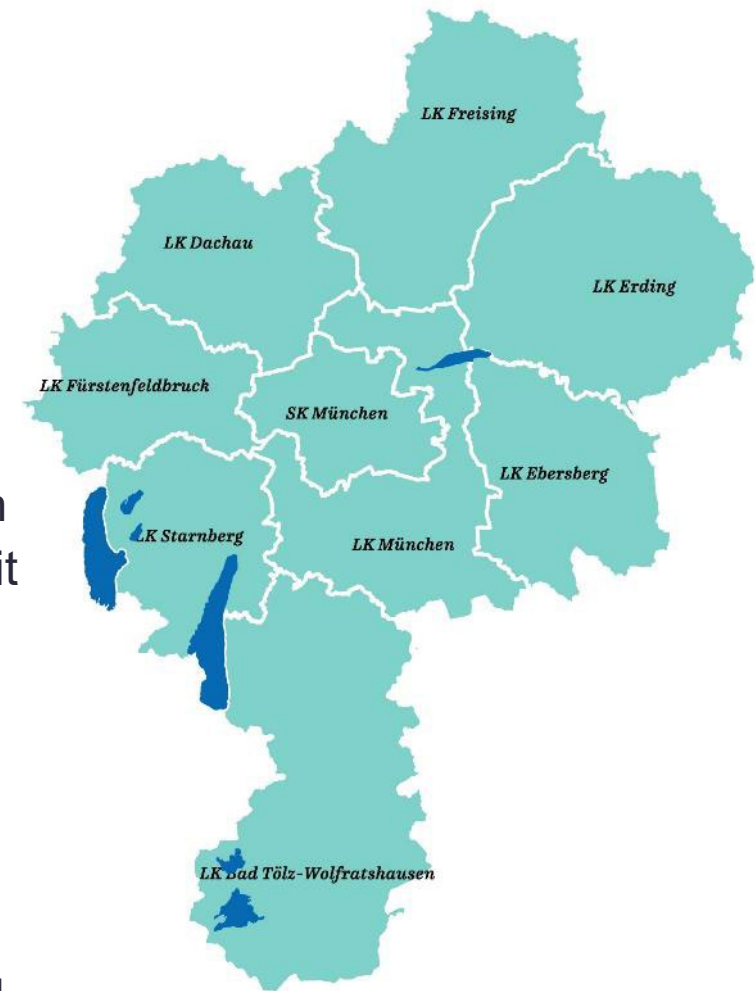 LK Freising
LK Dachau
LK Erding
LK Fürstenfeldbruck
SK München
LK Ebersberg
LK Starnberg
LK München
it
LK Bad Tölz-Wolfratshausen